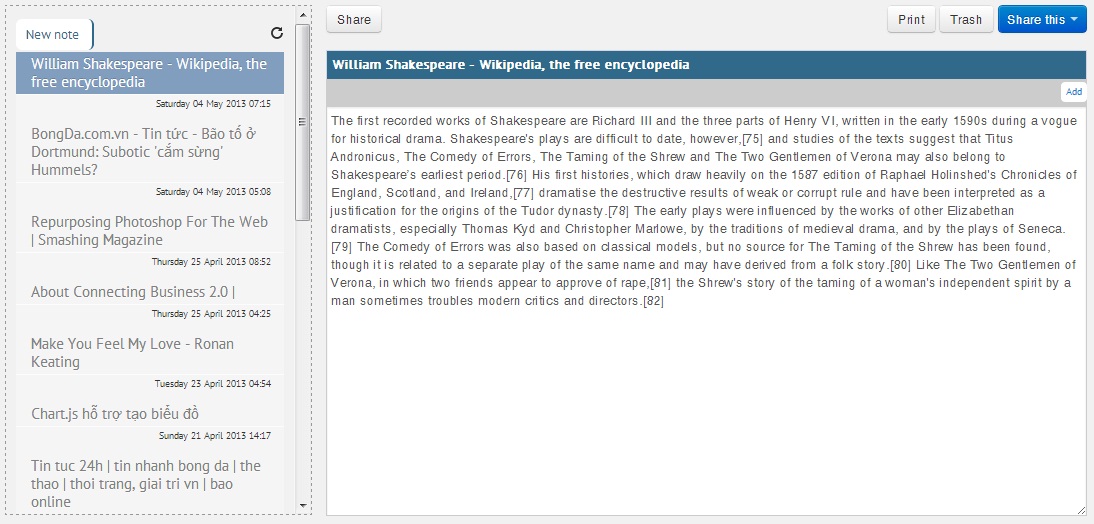 New note
William Shakespeare - Wikipedia, the
free encyclopedia
Saturday 04 May 2013 07:15
BongDa.com.vn - Tin tức - Bão tố ở
Dortmund: Subotic 'cắm sừng'
Hummels?
Saturday 04 May 2013 05:08
Repurposing Photoshop For The Web
| Smashing Magazine
Thursday 25 April 2013 08:52
About Connecting Business 2.0 |
Thursday 25 April 2013 04:25
Make You Feel My Love - Ronan
Keating
Tuesday 23 April 2013 04:54
Chart.js hỗ trợ tạo biểu đồ
Sunday 21 April 2013 14:17
Tin tuc 24h | tin nhanh bong da | the
thao | thoi trang, giai tri vn | bao
online
Share
Print
Trash
Share this
William Shakespeare - Wikipedia, the free encyclopedia
Add
The first recorded works of Shakespeare are Richard III and the three parts of Henry VI, written in the early 1590s during a vogue
for historical drama. Shakespeare's plays are difficult to date, however,[75] and studies of the texts suggest that Titus
Andronicus, The Comedy of Errors, The Taming of the Shrew and The Two Gentlemen of Verona may also belong to
Shakespeare's earliest period.[76] His first histories, which draw heavily on the 1587 edition of Raphael Holinshed's Chronicles of
England, Scotland, and Ireland,[77] dramatise the destructive results of weak or corrupt rule and have been interpreted as a
justification for the origins of the Tudor dynasty.[78] The early plays were influenced by the works of other Elizabethan
dramatists, especially Thomas Kyd and Christopher Marlowe, by the traditions of medieval drama, and by the plays of Seneca.
[79] The Comedy of Errors was also based on classical models, but no source for The Taming of the Shrew has been found,
though it is related to a separate play of the same name and may have derived from a folk story.[80] Like The Two Gentlemen of
Verona, in which two friends appear to approve of rape,[81] the Shrew's story of the taming of a woman's independent spirit by a
man sometimes troubles modern critics and directors.[82]